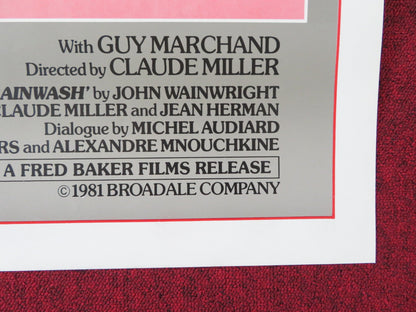 With GUY MARCHAND
Directed by CLAUDE MILLER
AINWASH' by JOHN WAINWRIGHT
CLAUDE MILLER and JEAN HERMAN
Dialogue by MICHEL AUDIARD
RS and ALEXANDRE MNOUCHKINE
A FRED BAKER FILMS RELEASE
©1981 BROADALE COMPANY